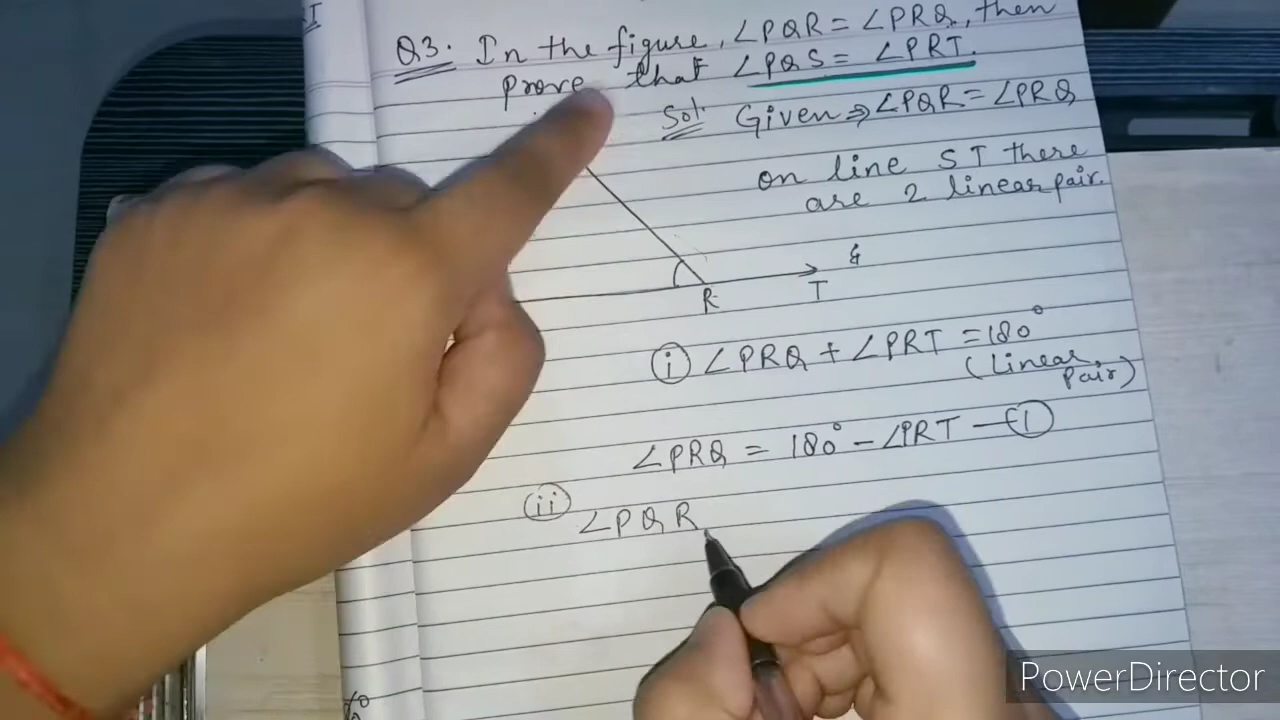 Q3. In the figure, ∠PQR = ∠PRQ, then
prove that ∠PQS = ∠PRT.
Sol. Given ⇒ ∠PQR = ∠PRQ
on line ST there
are 2 linear pair.
R
T
(i) ∠PRQ + ∠PRT = 180°
(Linear
pair)
∠PRQ = 180° - ∠PRT — (1)
(ii) ∠PQR
PowerDirector